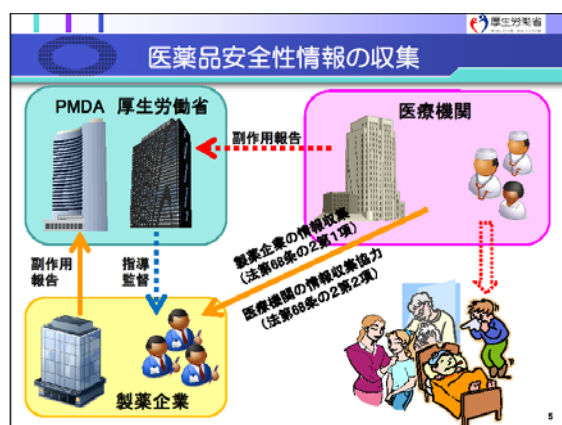 厚生労働省
医薬品安全性情報の収集
PMDA 厚生労働省
医療機関
副作用報告
製薬企業の情報収集
(法第68条の2第1項)
医療機関の情報収集協力
(法第68条の2第2項)
副作用
報告
指導
監督
製薬企業
5